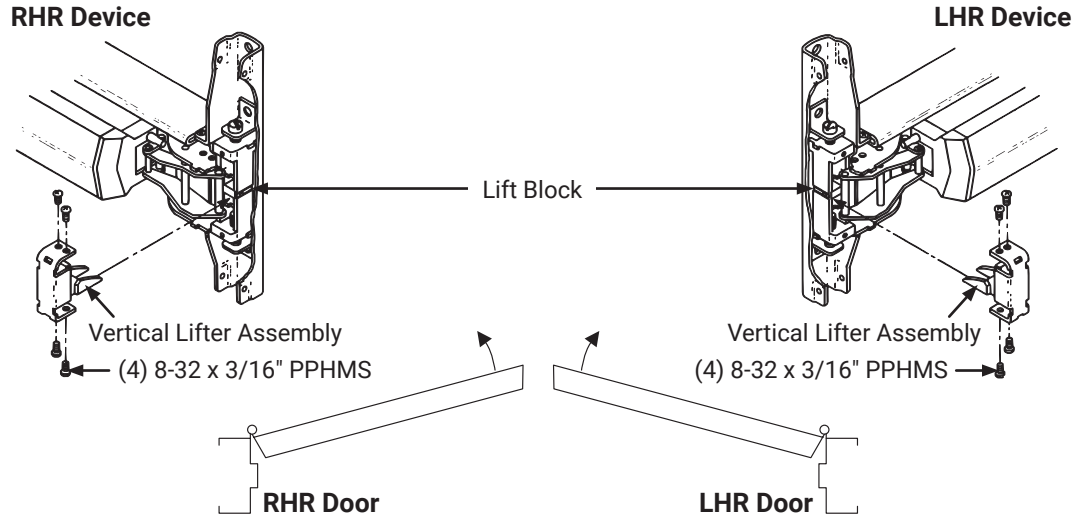 RHR Device
LHR Device
Lift Block
Vertical Lifter Assembly
(4) 8-32 x 3/16" PPHMS
Vertical Lifter Assembly
(4) 8-32 x 3/16" PPHMS
RHR Door
LHR Door